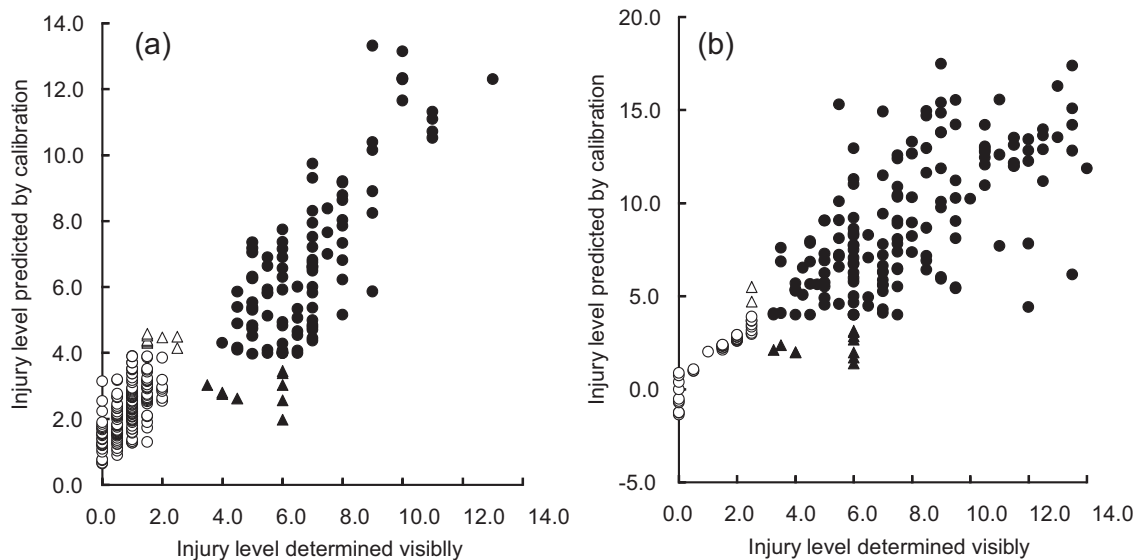 (a)
Injury level predicted by calibration
14.0
12.0
10.0
8.0
6.0
4.0
2.0
0.0
0.0 2.0 4.0 6.0 8.0 10.0 12.0 14.0
Injury level determined visiblly
(b)
Injury level predicted by calibration
20.0
15.0
10.0
5.0
0.0
-5.0
0.0 2.0 4.0 6.0 8.0 10.0 12.0 14.0
Injury level determined visibly